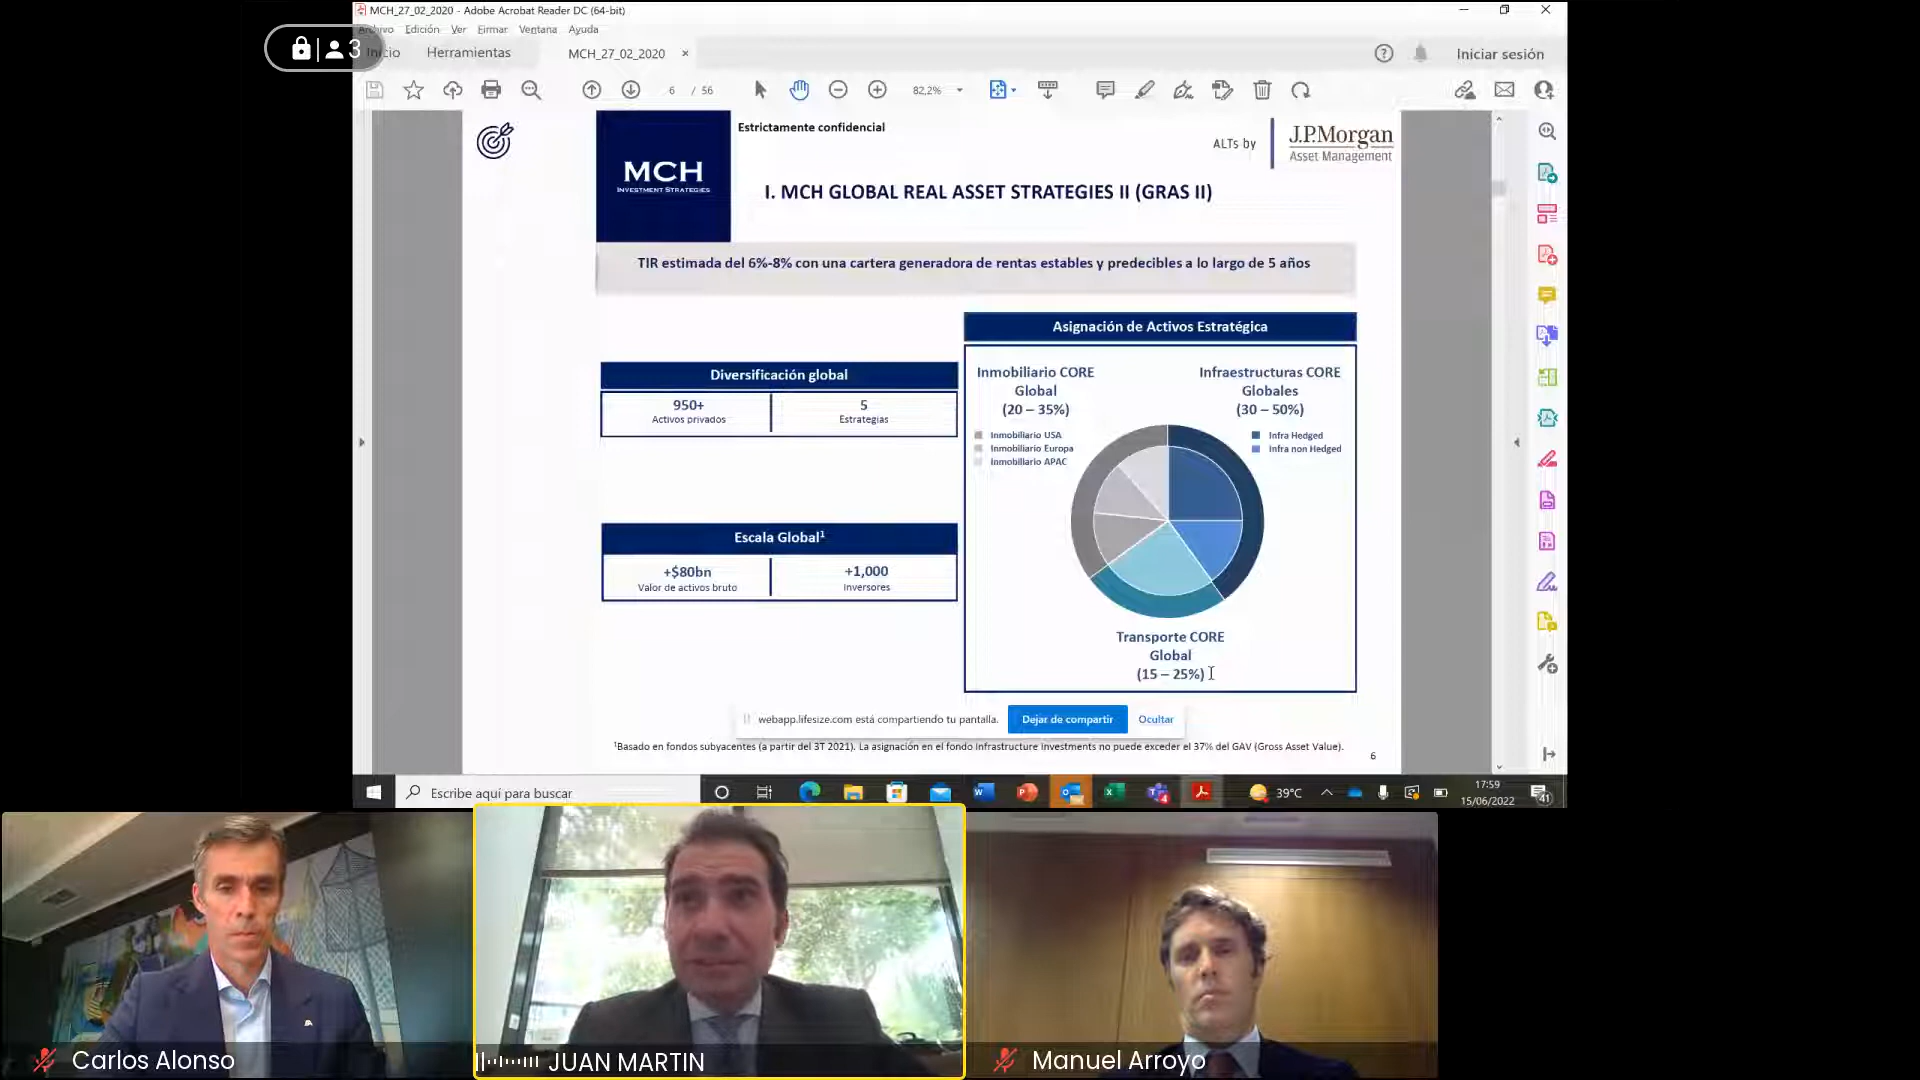 MCH_27_02_2020 - Adobe Acrobat Reader DC (64-bit)
Archivo Edición Ver Firmar Ventana Ayuda
3
Inicio Herramientas MCH_27_02_2020 × Iniciar sesión
6 / 56 82,2%
MCH
INVESTMENT STRATEGIES
Estrictamente confidencial
ALTs by
J.P.Morgan
Asset Management
I. MCH GLOBAL REAL ASSET STRATEGIES II (GRAS II)
TIR estimada del 6%-8% con una cartera generadora de rentas estables y predecibles a lo largo de 5 años
Diversificación global
950+
Activos privados
5
Estrategias
Escala Global¹
+$80bn
Valor de activos bruto
+1,000
Inversores
Asignación de Activos Estratégica
Inmobiliario CORE
Global
(20 – 35%)
Inmobiliario USA
Inmobiliario Europa
Inmobiliario APAC
Infraestructuras CORE
Globales
(30 – 50%)
Infra Hedged
Infra non Hedged
Transporte CORE
Global
(15 – 25%)
webapp.lifesize.com está compartiendo tu pantalla. Dejar de compartir Ocultar
¹Basado en fondos subyacentes (a partir del 3T 2021). La asignación en el fondo Infrastructure Investments no puede exceder el 37% del GAV (Gross Asset Value).
6
Escribe aquí para buscar
39°C
17:59
15/06/2022
41
Carlos Alonso
JUAN MARTIN
Manuel Arroyo